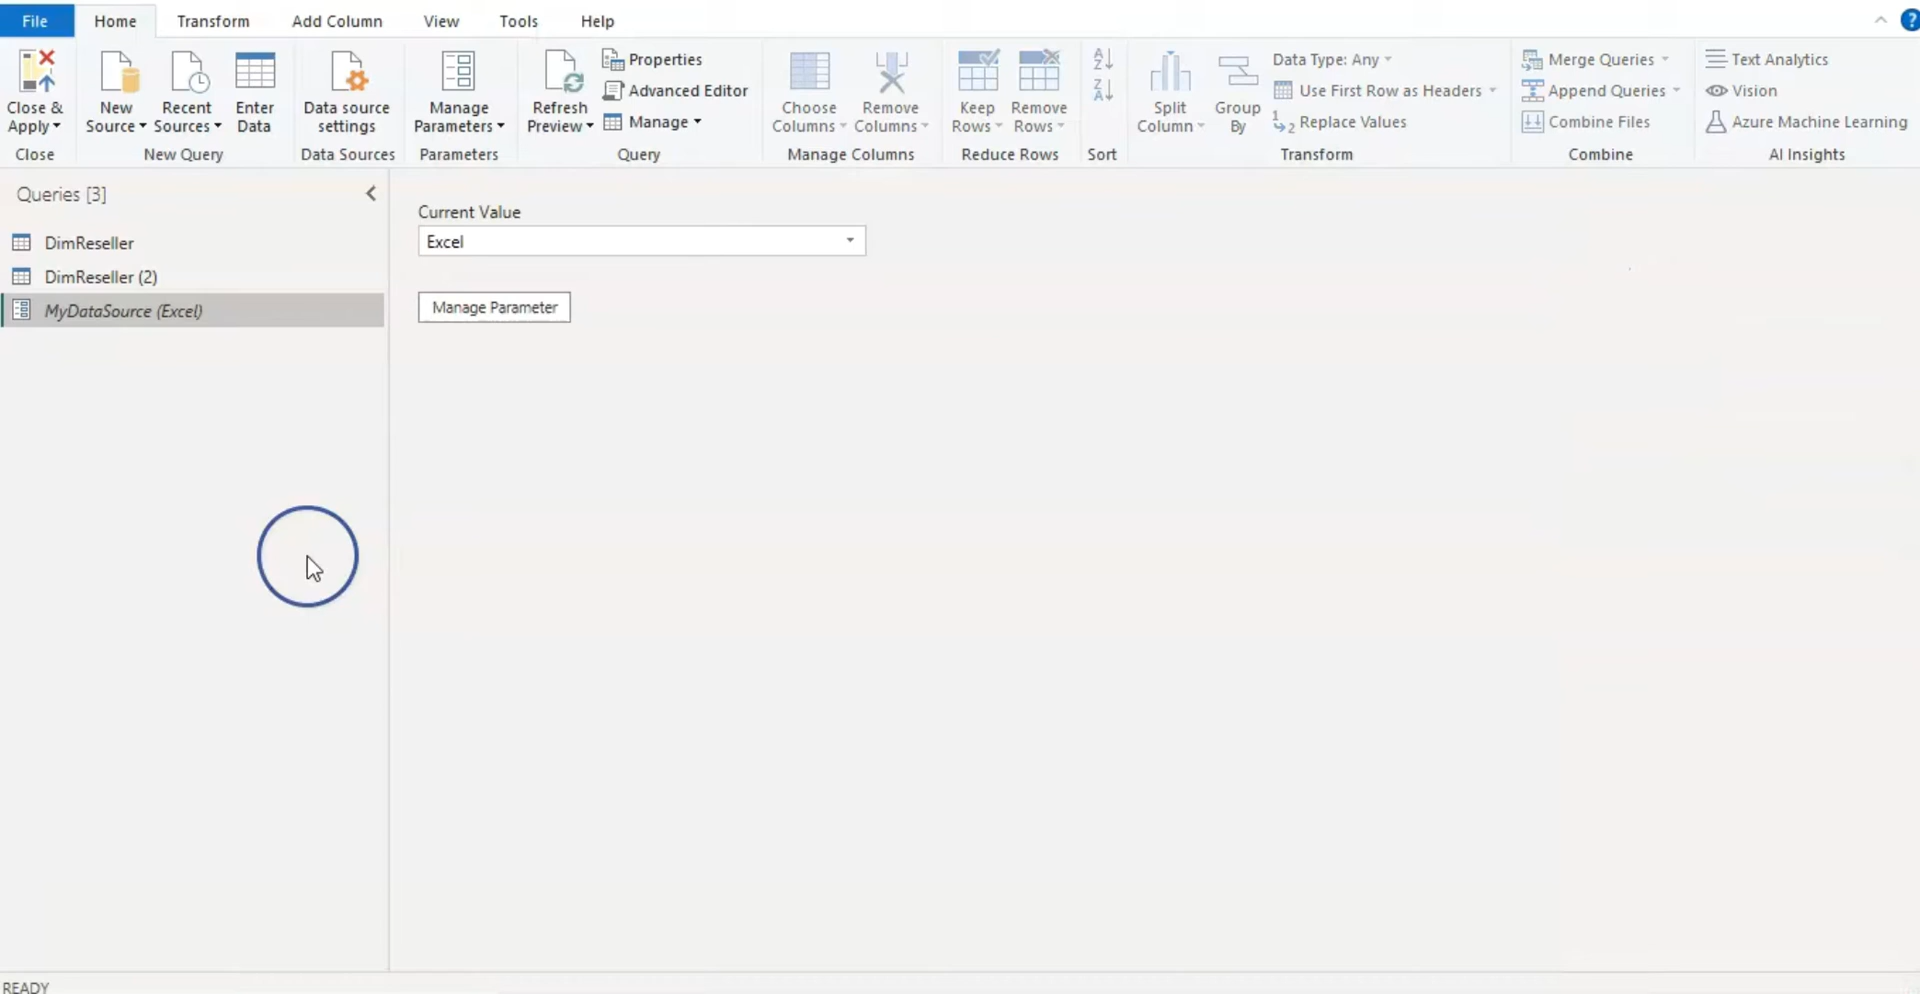 File Home Transform Add Column View Tools Help
Close & Apply
New Source
Recent Sources
Enter Data
Data source settings
Manage Parameters
Refresh Preview
Properties
Advanced Editor
Manage
Choose Columns
Remove Columns
Keep Rows
Remove Rows
A Z
Z A
Split Column
Group By
Data Type: Any
Use First Row as Headers
1 2 Replace Values
Merge Queries
Append Queries
Combine Files
Text Analytics
Vision
Azure Machine Learning
?
Close New Query Data Sources Parameters Query Manage Columns Reduce Rows Sort Transform Combine AI Insights
Queries [3]
DimReseller
DimReseller (2)
MyDataSource (Excel)
Current Value
Excel
Manage Parameter
READY